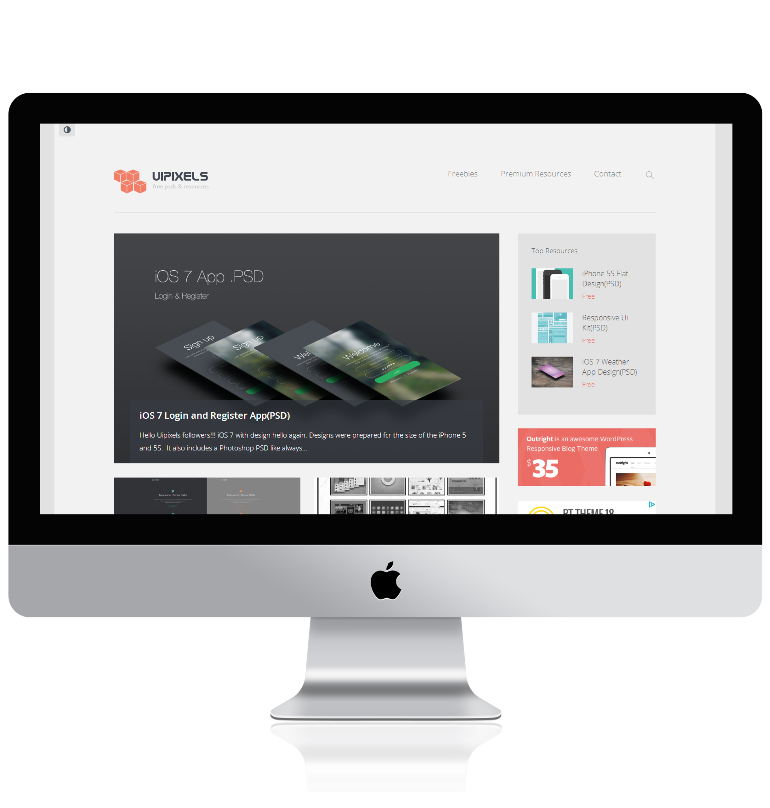 UIPIXELS
free psds & resources
Freebies
Premium Resources
Contact
iOS 7 App .PSD
Login & Register
Sign up
Sign up
Wel
Welcome
iOS 7 Login and Register App(PSD)
Hello Uipixels followers!!! iOS 7 with design hello again. Designs were prepared for the size of the iPhone 5
and 5S. It also includes a Photoshop PSD like always...
Top Resources
iPhone 5S Flat
Design(PSD)
Free
Responsive Ui
Kit(PSD)
Free
iOS 7 Weather
App Design(PSD)
Free
Outright is an awesome WordPress
Responsive Blog Theme
$35
outright
RT THEME 19